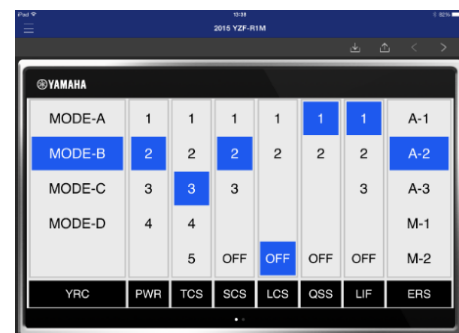 iPad 13:39 82%
2015 YZF-R1M
YAMAHA
MODE-A 1 1 1 1 1 1 A-1
MODE-B 2 2 2 2 2 2 A-2
MODE-C 3 3 3 3 A-3
MODE-D 4 4 M-1
5 OFF OFF OFF OFF M-2
YRC PWR TCS SCS LCS QSS LIF ERS